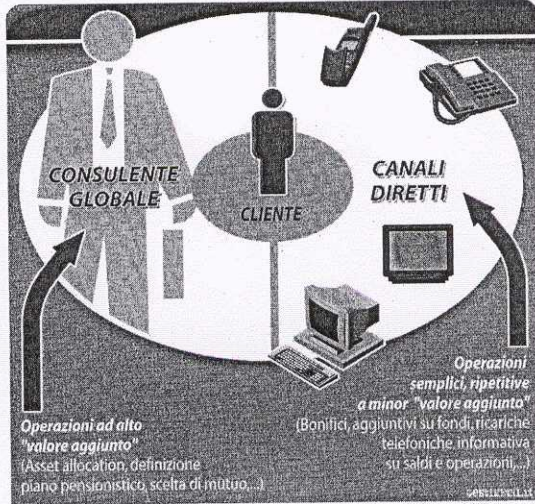 CONSULENTE
GLOBALE
CLIENTE
CANALI
DIRETTI
Operazioni ad alto
"valore aggiunto"
(Asset allocation, definizione
piano pensionistico, scelta di mutuo,...)
Operazioni
semplici, ripetitive
a minor "valore aggiunto"
(Bonifici, aggiuntivi su fondi, ricariche
telefoniche, informativa
su saldi e operazioni,...)